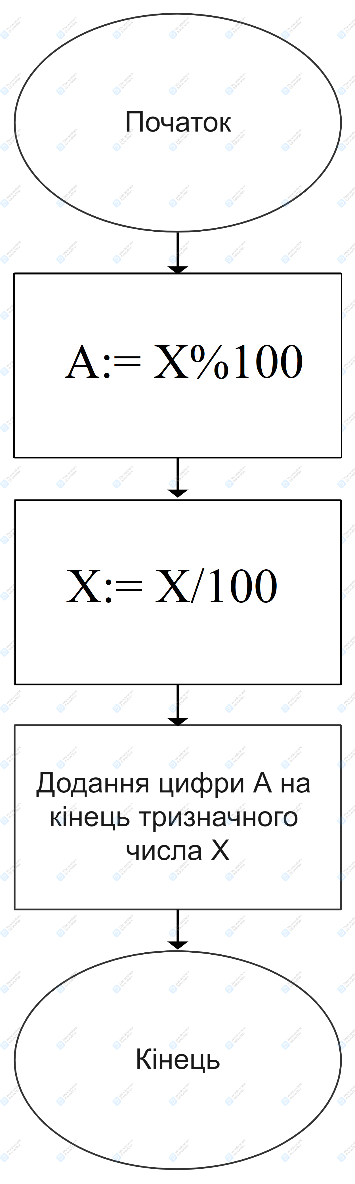 Початок
A:= X%100
X:= X/100
Додання цифри А на
кінець тризначного
числа Х
Кінець